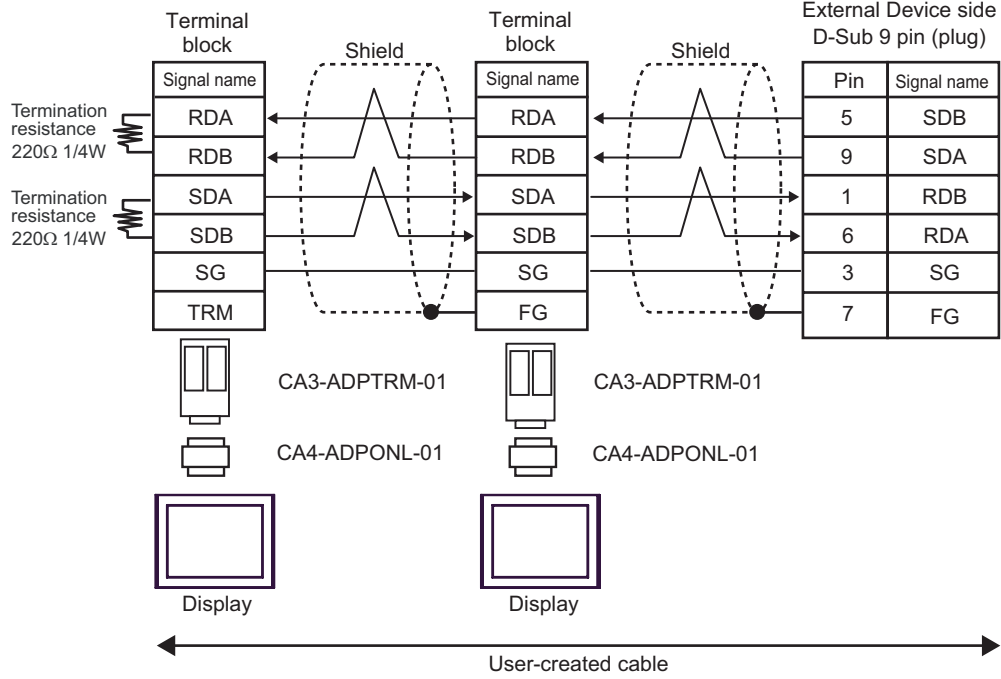 External Device side
D-Sub 9 pin (plug)
Terminal
block
Shield
Terminal
block
Shield
Signal name
Signal name
Pin Signal name
Termination
resistance
220Ω 1/4W
RDA
RDA
5 SDB
RDB
RDB
9 SDA
Termination
resistance
220Ω 1/4W
SDA
SDA
1 RDB
SDB
SDB
6 RDA
SG
SG
3 SG
TRM
FG
7 FG
CA3-ADPTRM-01
CA3-ADPTRM-01
CA4-ADPONL-01
CA4-ADPONL-01
Display
Display
User-created cable